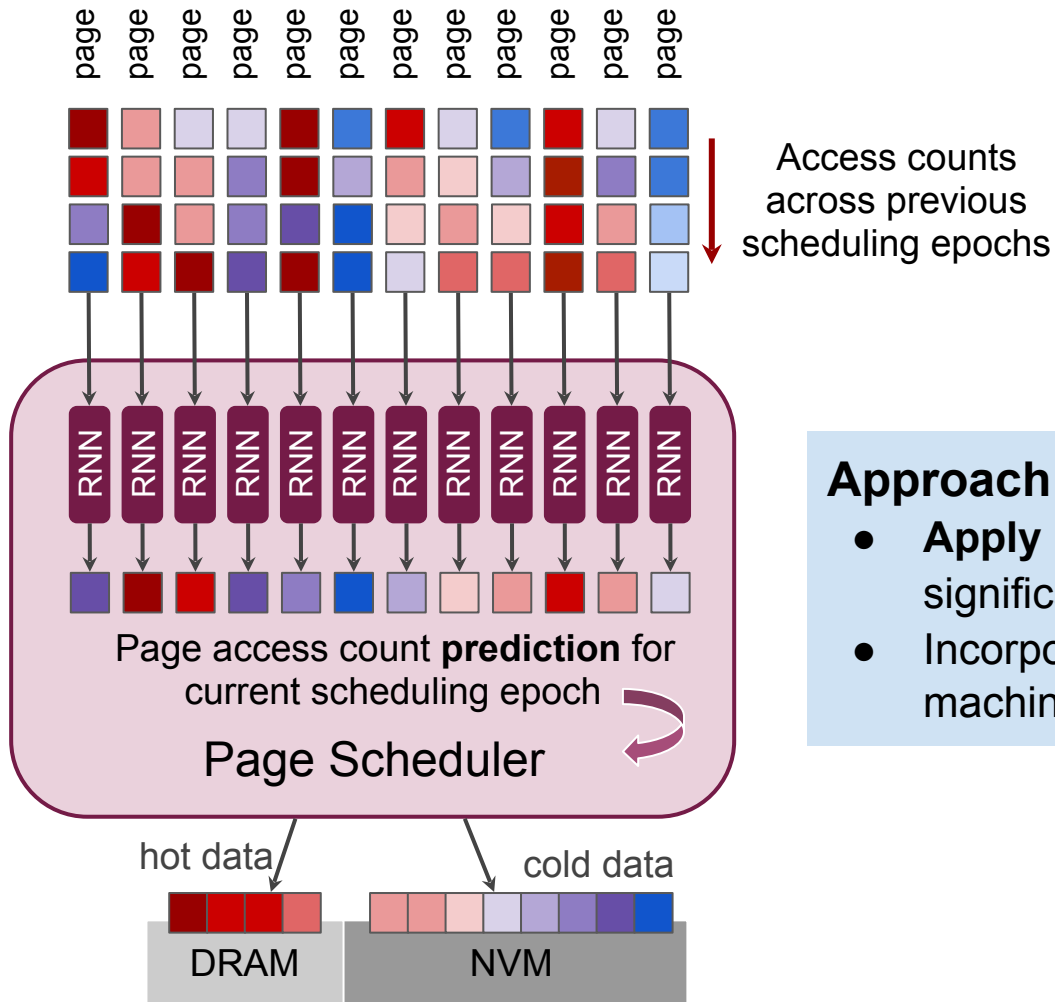 page page page page page page page page page page page page
Access counts
across previous
scheduling epochs
RNN RNN RNN RNN RNN RNN RNN RNN RNN RNN RNN RNN
Page access count prediction for
current scheduling epoch
Page Scheduler
hot data
cold data
DRAM
NVM
Approach
● Apply
signific
● Incorpo
machin